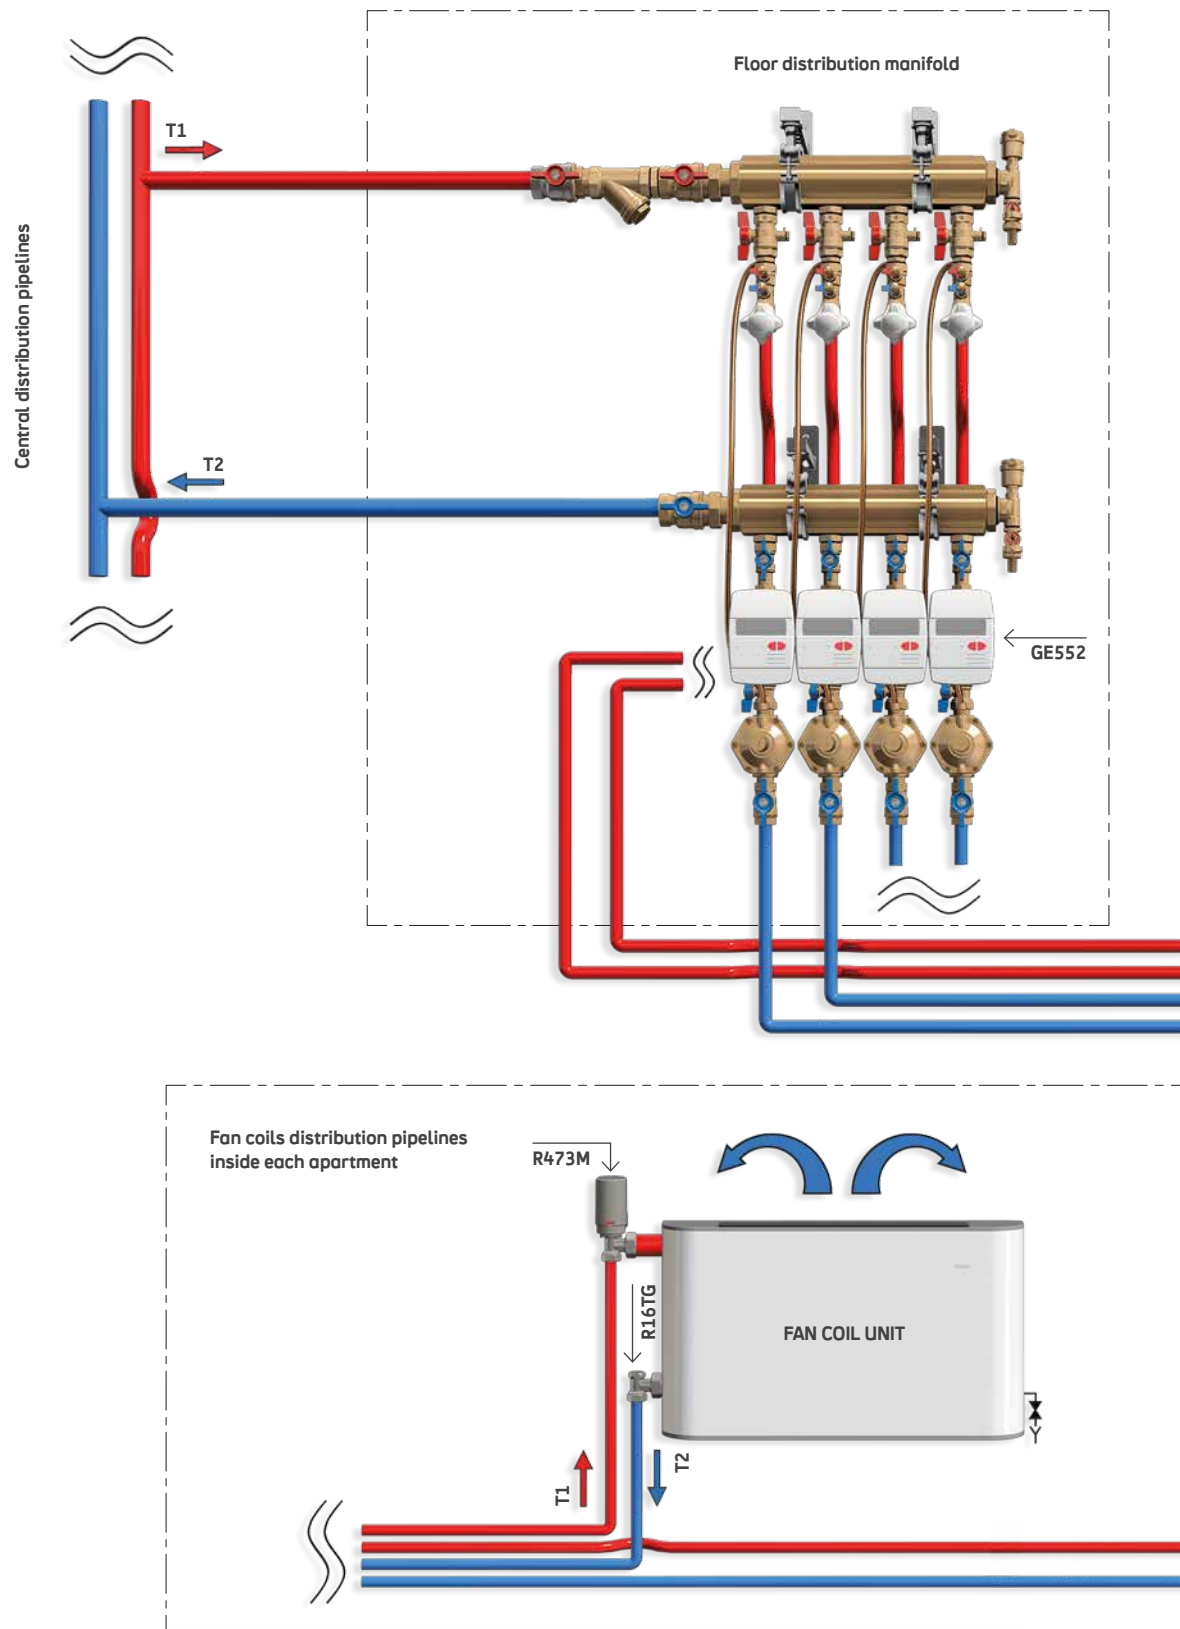 Floor distribution manifold
T1
Central distribution pipelines
T2
GE552
Fan coils distribution pipelines
inside each apartment
R473M
R16TG
FAN COIL UNIT
T1
T2